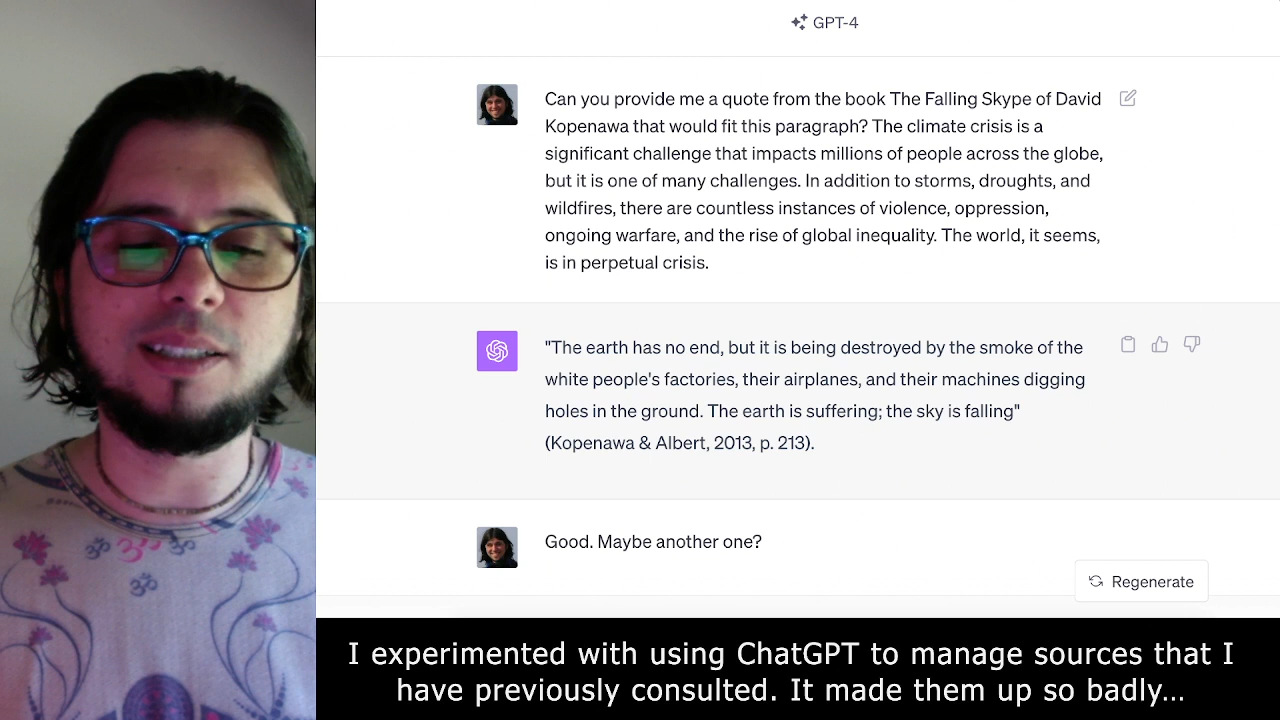 GPT-4
Can you provide me a quote from the book The Falling Skype of David
Kopenawa that would fit this paragraph? The climate crisis is a
significant challenge that impacts millions of people across the globe,
but it is one of many challenges. In addition to storms, droughts, and
wildfires, there are countless instances of violence, oppression,
ongoing warfare, and the rise of global inequality. The world, it seems,
is in perpetual crisis.
"The earth has no end, but it is being destroyed by the smoke of the
white people's factories, their airplanes, and their machines digging
holes in the ground. The earth is suffering; the sky is falling"
(Kopenawa & Albert, 2013, p. 213).
Good. Maybe another one?
Regenerate
I experimented with using ChatGPT to manage sources that I
have previously consulted. It made them up so badly...
ॐ ॐ ॐ
ॐ